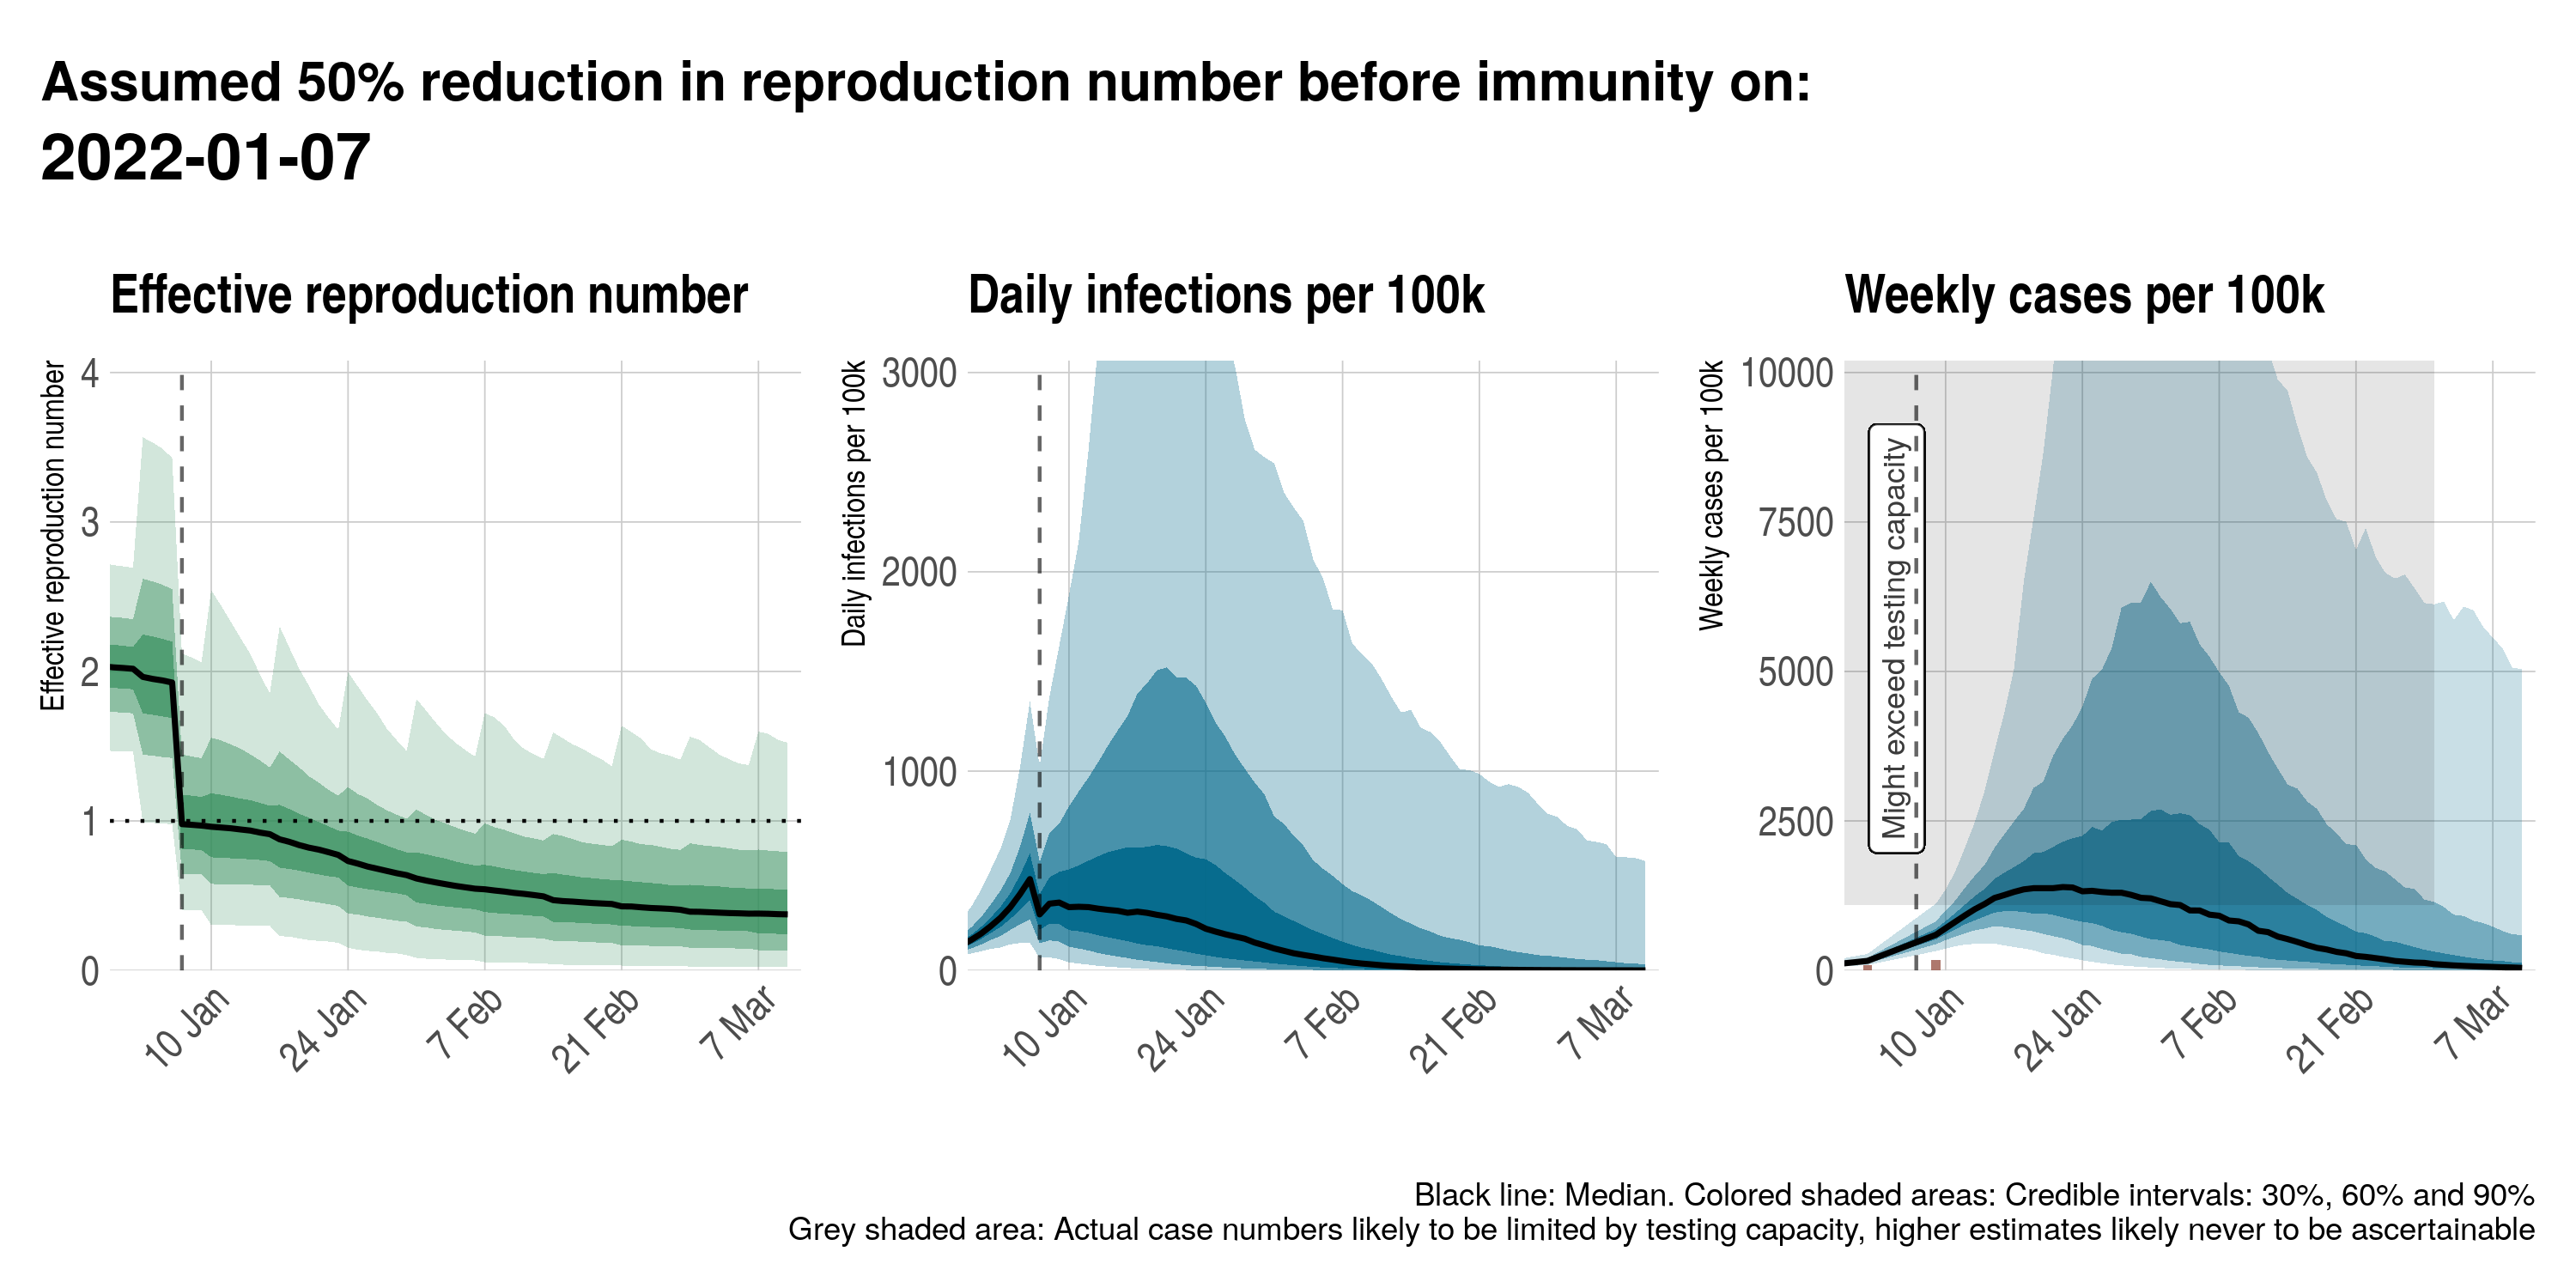 Assumed 50% reduction in reproduction number before immunity on:
2022-01-07
Effective reproduction number
Effective reproduction number
4
3
2
1
0
10 Jan
24 Jan
7 Feb
21 Feb
7 Mar
Daily infections per 100k
Daily infections per 100k
3000
2000
1000
0
10 Jan
24 Jan
7 Feb
21 Feb
7 Mar
Weekly cases per 100k
Weekly cases per 100k
10000
7500
5000
2500
0
Might exceed testing capacity
10 Jan
24 Jan
7 Feb
21 Feb
7 Mar
Black line: Median. Colored shaded areas: Credible intervals: 30%, 60% and 90%
Grey shaded area: Actual case numbers likely to be limited by testing capacity, higher estimates likely never to be ascertainable